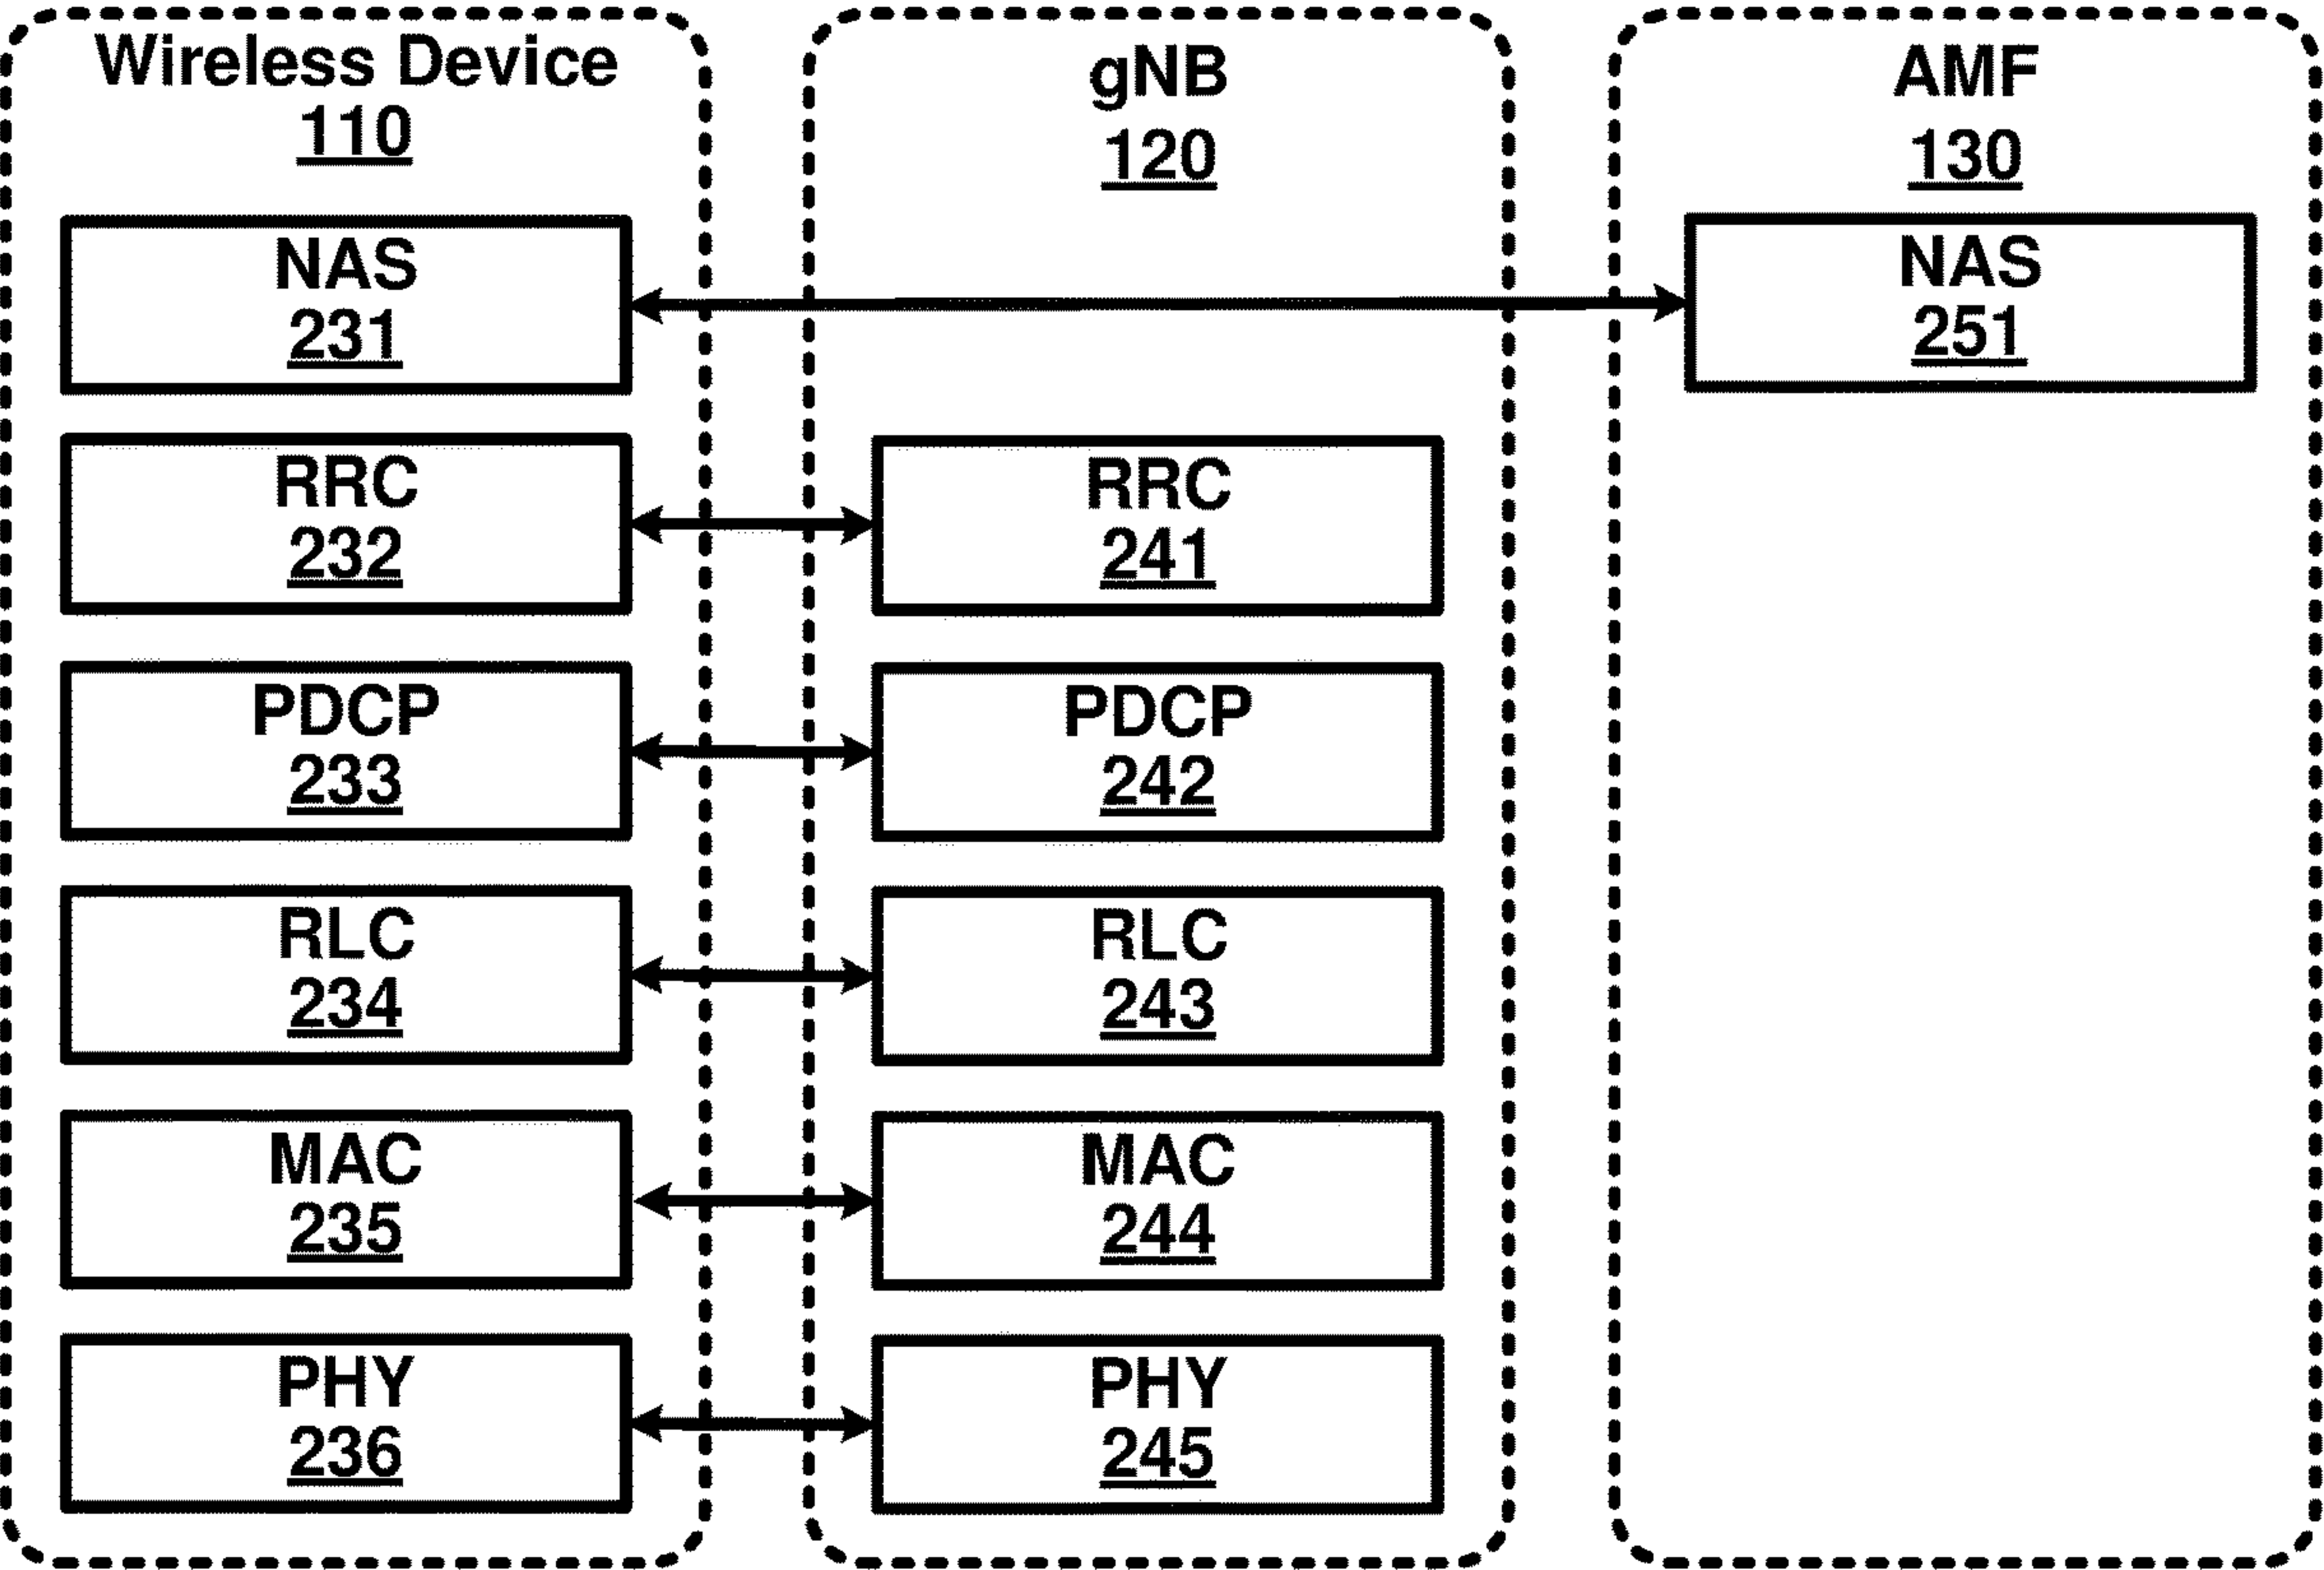 Wireless Device
110
NAS
231
RRC
232
PDCP
233
RLC
234
MAC
235
PHY
236
gNB
120
RRC
241
PDCP
242
RLC
243
MAC
244
PHY
245
AMF
130
NAS
251